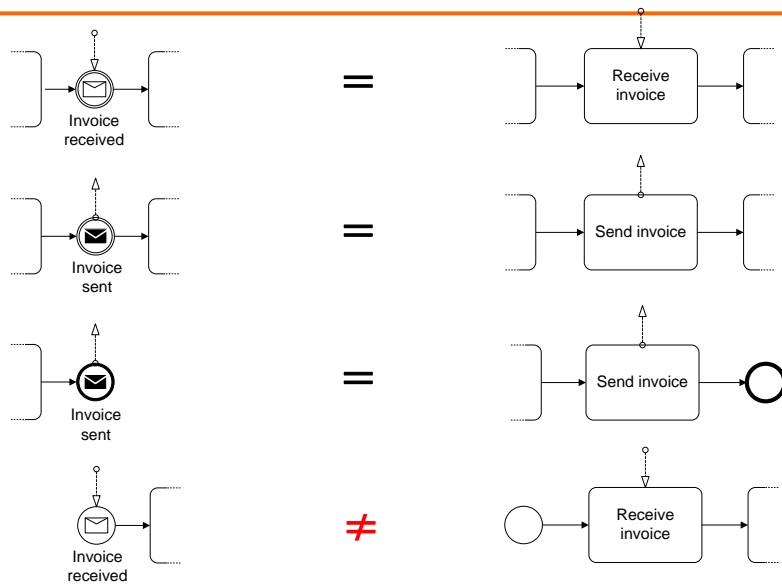 Invoice
received
=
Receive
invoice
Invoice
sent
=
Send invoice
Invoice
sent
=
Send invoice
Invoice
received
≠
Receive
invoice